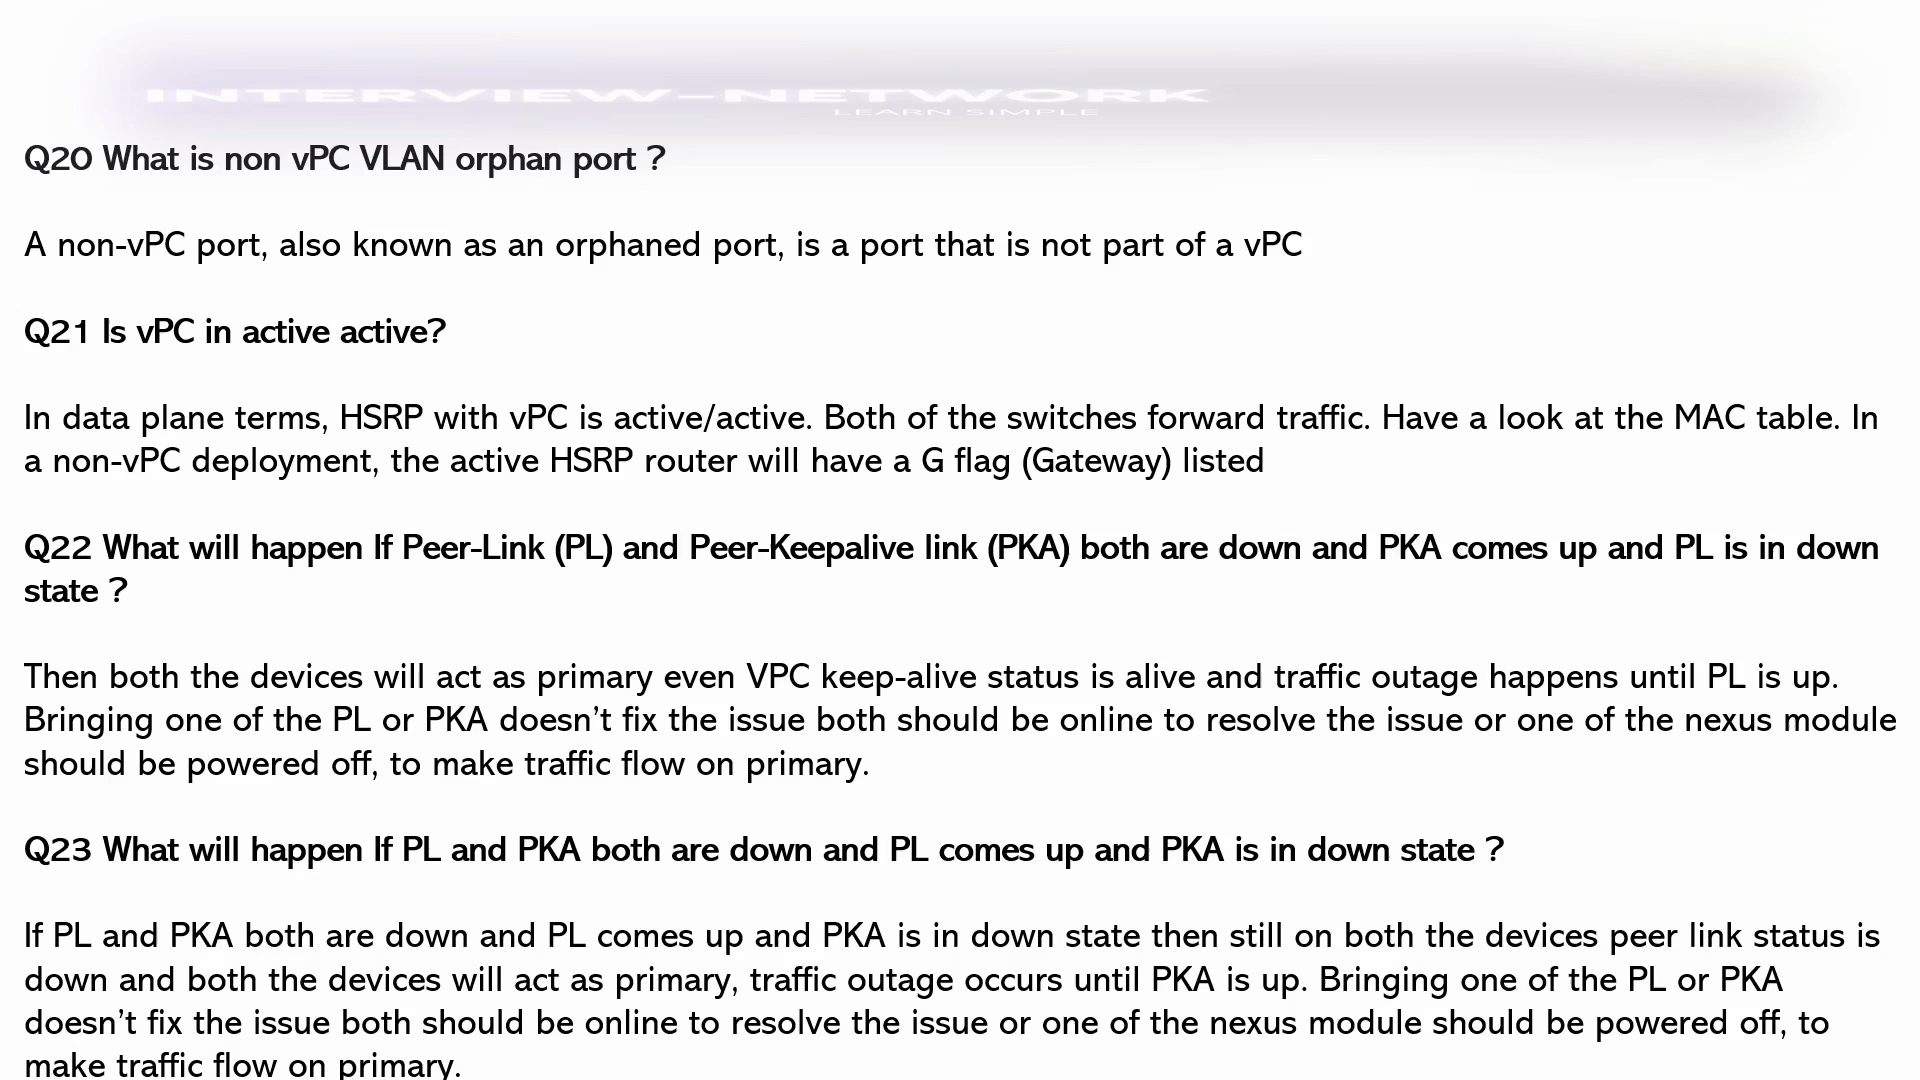 INTERVIEW-NETWORK
LEARN SIMPLE
Q20 What is non vPC VLAN orphan port ?
A non-vPC port, also known as an orphaned port, is a port that is not part of a vPC
Q21 Is vPC in active active?
In data plane terms, HSRP with vPC is active/active. Both of the switches forward traffic. Have a look at the MAC table. In
a non-vPC deployment, the active HSRP router will have a G flag (Gateway) listed
Q22 What will happen If Peer-Link (PL) and Peer-Keepalive link (PKA) both are down and PKA comes up and PL is in down
state ?
Then both the devices will act as primary even VPC keep-alive status is alive and traffic outage happens until PL is up.
Bringing one of the PL or PKA doesn't fix the issue both should be online to resolve the issue or one of the nexus module
should be powered off, to make traffic flow on primary.
Q23 What will happen If PL and PKA both are down and PL comes up and PKA is in down state ?
If PL and PKA both are down and PL comes up and PKA is in down state then still on both the devices peer link status is
down and both the devices will act as primary, traffic outage occurs until PKA is up. Bringing one of the PL or PKA
doesn't fix the issue both should be online to resolve the issue or one of the nexus module should be powered off, to
make traffic flow on primary.